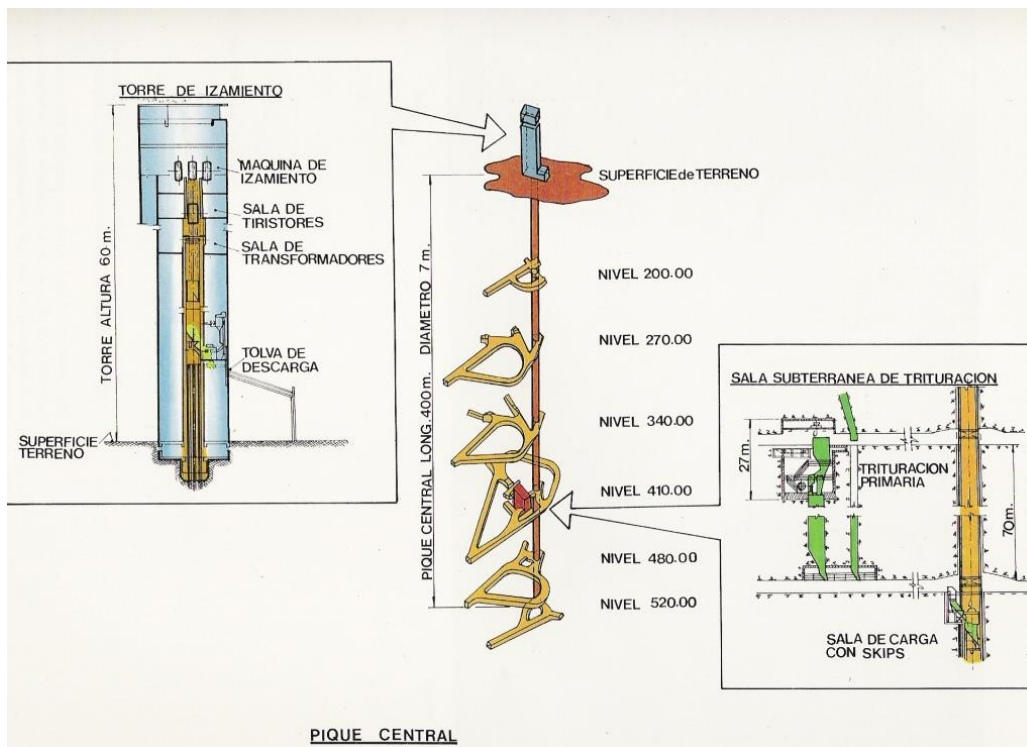 TORRE DE IZAMIENTO
TORRE ALTURA 60 m.
MAQUINA DE
IZAMIENTO
SALA DE
TIRISTORES
SALA DE
TRANSFORMADORES
TOLVA DE
DESCARGA
SUPERFICIE
TERRENO
SUPERFICIE de TERRENO
PIQUE CENTRAL LONG. 400 m. DIAMETRO 7 m.
NIVEL 200.00
NIVEL 270.00
NIVEL 340.00
NIVEL 410.00
NIVEL 480.00
NIVEL 520.00
SALA SUBTERRANEA DE TRITURACION
27 m.
TRITURACION
PRIMARIA
70 m.
SALA DE CARGA
CON SKIPS
PIQUE CENTRAL